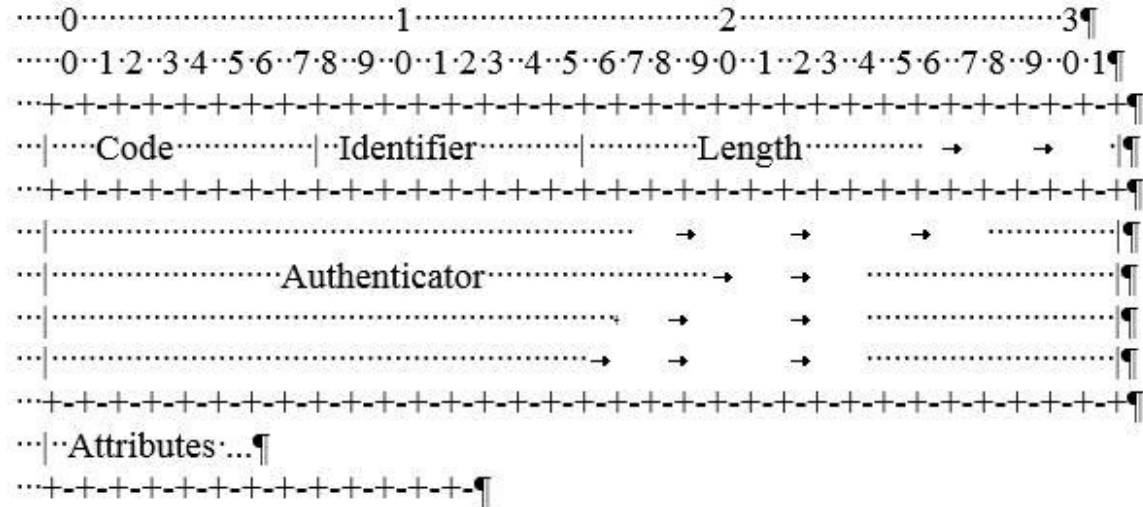 0 1 2 3¶
0 1 2 3 4 5 6 7 8 9 0 1 2 3 4 5 6 7 8 9 0 1 2 3 4 5 6 7 8 9 0 1¶
+-+-+-+-+-+-+-+-+-+-+-+-+-+-+-+-+-+-+-+-+-+-+-+-+-+-+-+-+-+-+-+-+¶
| Code | Identifier | Length → → |¶
+-+-+-+-+-+-+-+-+-+-+-+-+-+-+-+-+-+-+-+-+-+-+-+-+-+-+-+-+-+-+-+-+¶
| → → → |¶
| Authenticator → → |¶
| → → |¶
| → → → |¶
+-+-+-+-+-+-+-+-+-+-+-+-+-+-+-+-+-+-+-+-+-+-+-+-+-+-+-+-+-+-+-+-+¶
| Attributes ...¶
+-+-+-+-+-+-+-+-+-+-+-+-+-¶